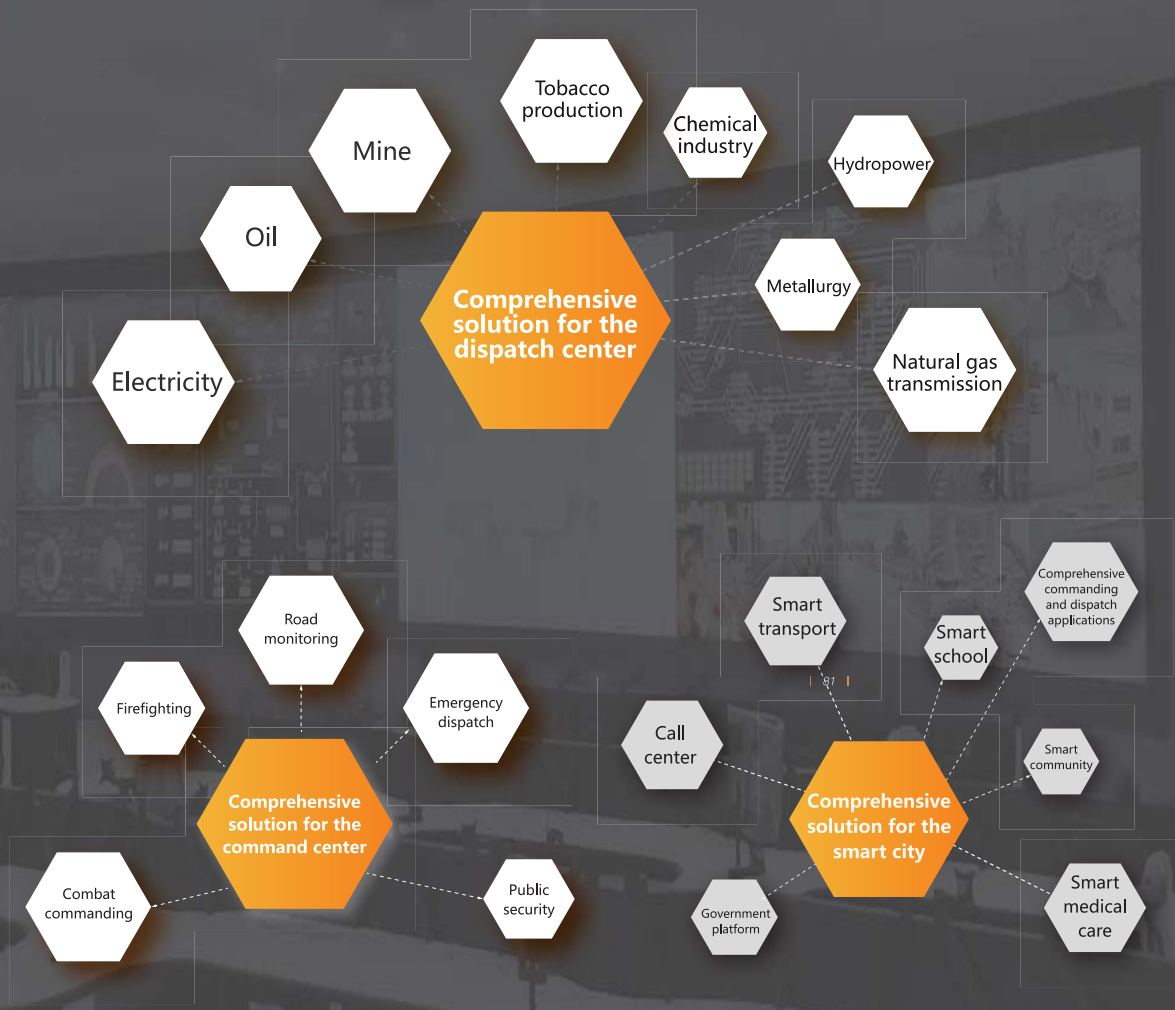 Tobacco
production
Chemical
industry
Mine
Hydropower
Oil
Metallurgy
Comprehensive
solution for the
dispatch center
Electricity
Natural gas
transmission
Road
monitoring
Firefighting
Emergency
dispatch
Comprehensive
solution for the
command center
Combat
commanding
Public
security
Smart
transport
Smart
school
Comprehensive
commanding
and dispatch
applications
81
Call
center
Smart
community
Comprehensive
solution for the
smart city
Government
platform
Smart
medical
care